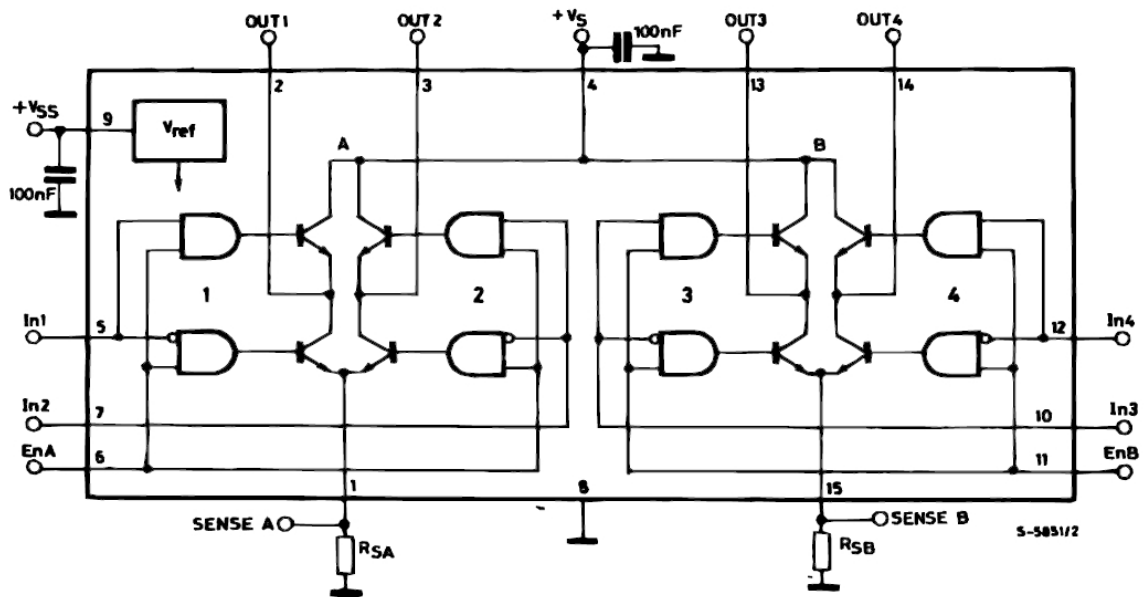 OUT1 OUT2 +VS 100nF OUT3 OUT4
2 3 4 13 14
+VSS 9 Vref
A B
100nF
1 2 3 4
In1 5 12 In4
In2 7 10 In3
EnA 6 11 EnB
1 8 15
SENSE A SENSE B
S-5851/2
RSA RSB